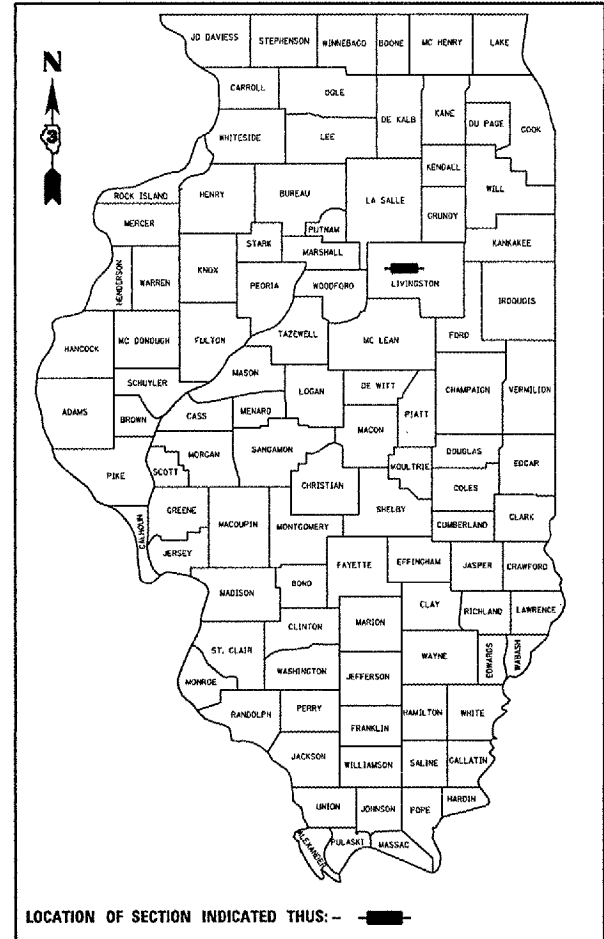 JO DAVIESS
STEPHENSON
WINNEBAGO
BOONE
MC HENRY
LAKE
N
CARROLL
OGLE
DE KALB
KANE
DU PAGE
COOK
WHITESIDE
LEE
KENDALL
WILL
ROCK ISLAND
HENRY
BUREAU
LA SALLE
GRUNDY
MERCER
PUTNAM
KANKAKEE
STARK
MARSHALL
HENDERSON
WARREN
KNOX
PEORIA
WOODFORD
LIVINGSTON
IROQUOIS
HANCOCK
MC DONOUGH
FULTON
TAZEWELL
MC LEAN
FORD
MASON
SCHUYLER
LOGAN
DE WITT
CHAMPAIGN
VERMILION
ADAMS
BROWN
CASS
MENARD
PIATT
MACON
MORGAN
SANGAMON
DOUGLAS
EDGAR
PIKE
SCOTT
CHRISTIAN
MOULTRIE
COLES
GREENE
SHELBY
CALHOUN
MACOUPIN
MONTGOMERY
CUMBERLAND
CLARK
JERSEY
FAYETTE
EFFINGHAM
JASPER
CRAWFORD
BOND
MADISON
CLAY
RICHLAND
LAWRENCE
CLINTON
MARION
ST. CLAIR
WAYNE
EDWARDS
WABASH
WASHINGTON
JEFFERSON
MONROE
RANDOLPH
PERRY
HAMILTON
WHITE
FRANKLIN
JACKSON
WILLIAMSON
SALINE
GALLATIN
UNION
JOHNSON
POPE
HARDIN
ALEXANDER
PULASKI
MASSAC
LOCATION OF SECTION INDICATED THUS: -